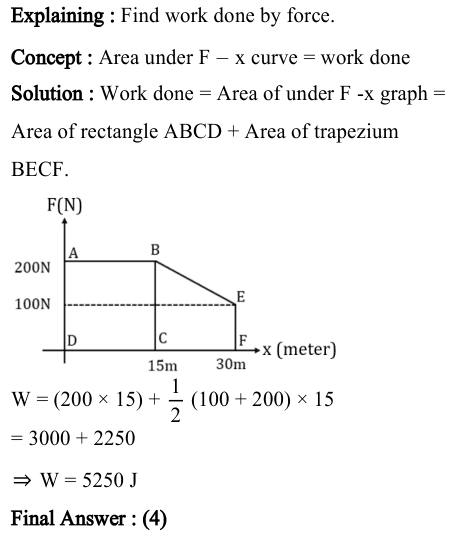 Explaining : Find work done by force.
Concept : Area under F – x curve = work done
Solution : Work done = Area of under F -x graph =
Area of rectangle ABCD + Area of trapezium
BECF.
F(N)
A B
200N
100N E
D C F x (meter)
15m 30m
W = (200 × 15) + 1/2 (100 + 200) × 15
= 3000 + 2250
⇒ W = 5250 J
Final Answer : (4)